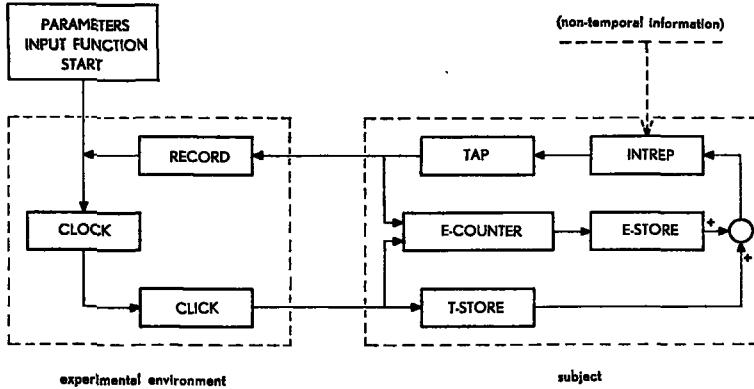 PARAMETERS
INPUT FUNCTION
START
(non-temporal information)
RECORD
TAP
INTREP
CLOCK
E-COUNTER
E-STORE
+
+
CLICK
T-STORE
experimental environment
subject